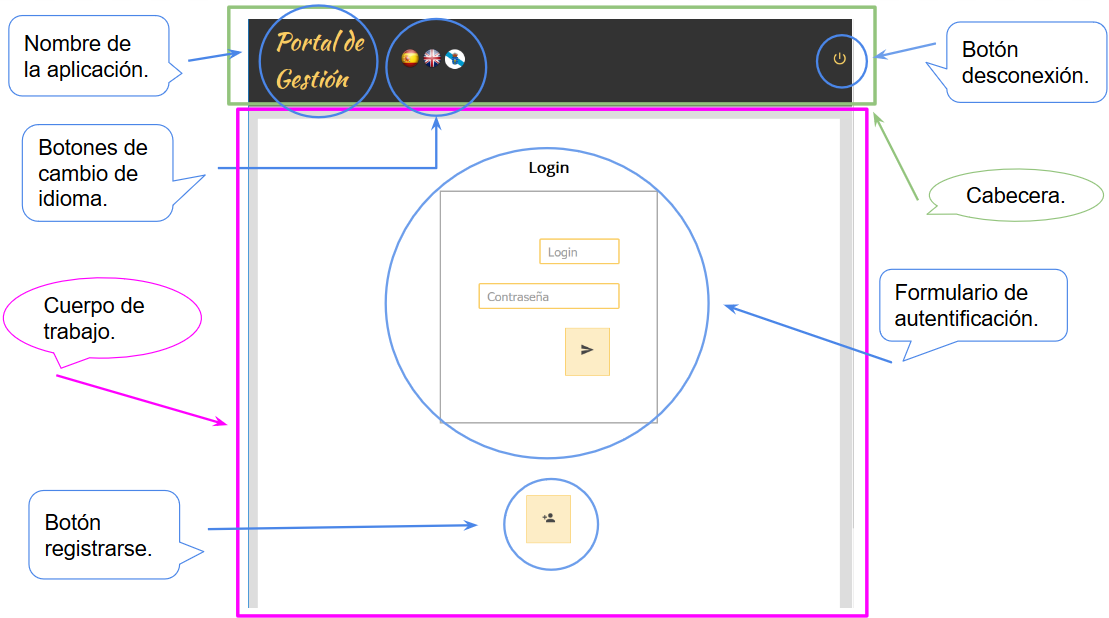 Nombre de
la aplicación.
Portal de
Gestión
Botón
desconexión.
Botones de
cambio de
idioma.
Cabecera.
Login
Login
Contraseña
Cuerpo de
trabajo.
Formulario de
autentificación.
Botón
registrarse.